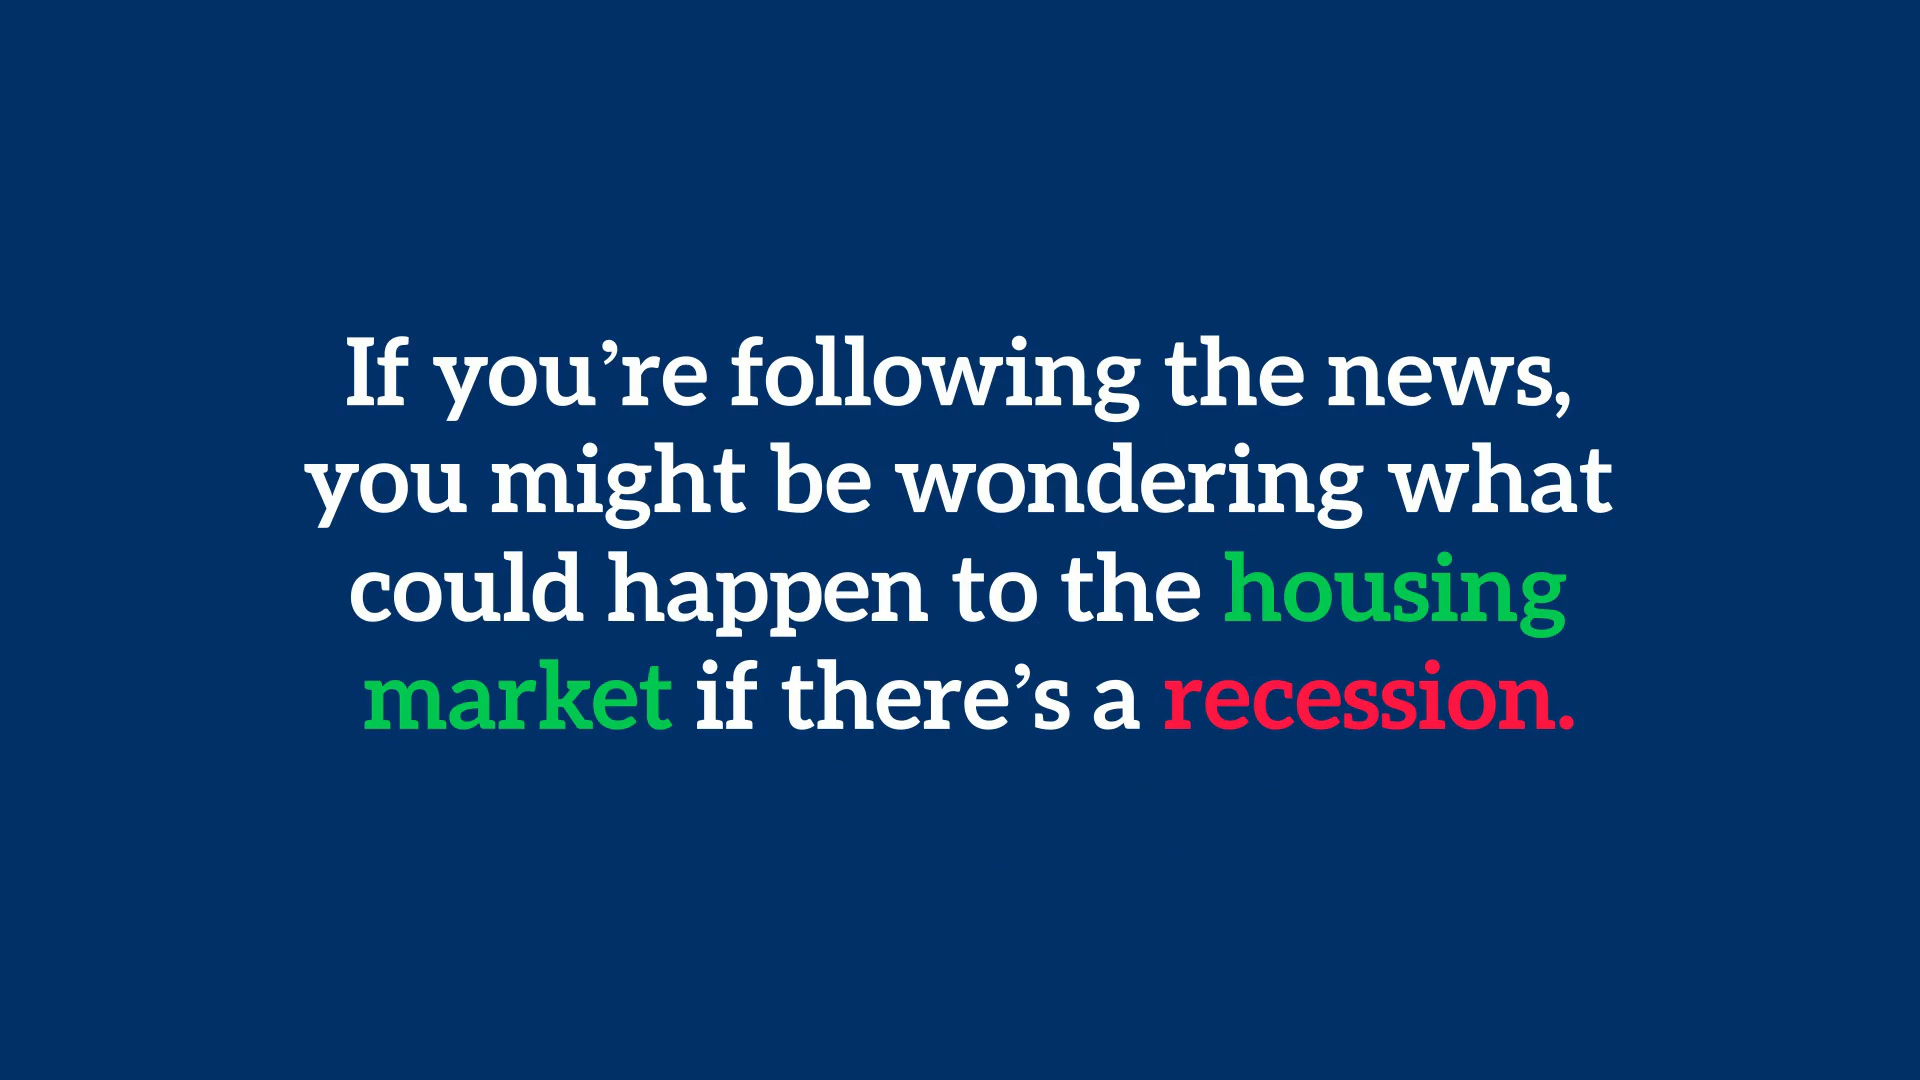 If you’re following the news,
you might be wondering what
could happen to the housing
market if there’s a recession.